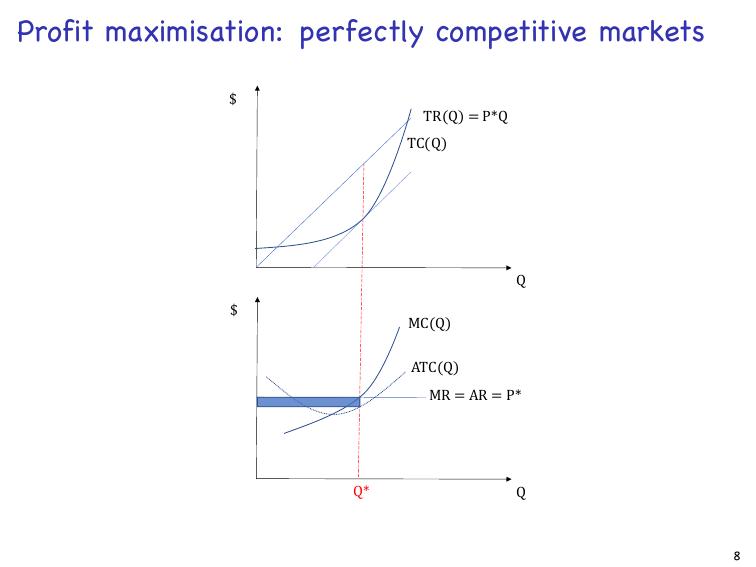 Profit maximisation: perfectly competitive markets
$
TR(Q) = P*Q
TC(Q)
Q
$
MC(Q)
ATC(Q)
MR = AR = P*
Q*
Q
8